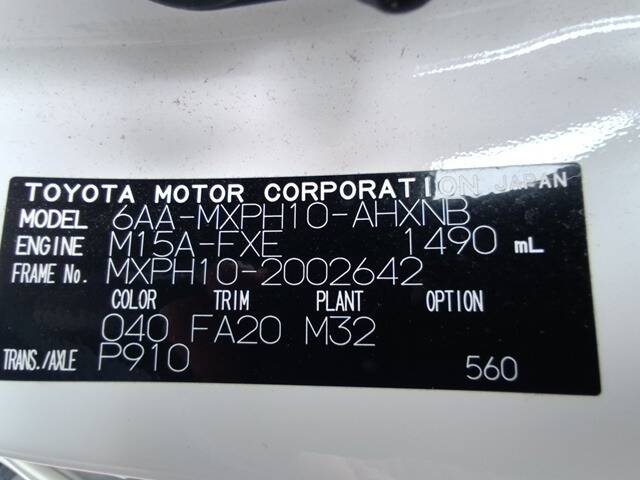 TOYOTA MOTOR CORPORATION JAPAN
MODEL 6AA-MXPH10-AHXNB
ENGINE M15A-FXE 1490 mL
FRAME No. MXPH10-2002642
COLOR TRIM PLANT OPTION
040 FA20 M32
TRANS./AXLE P910 560